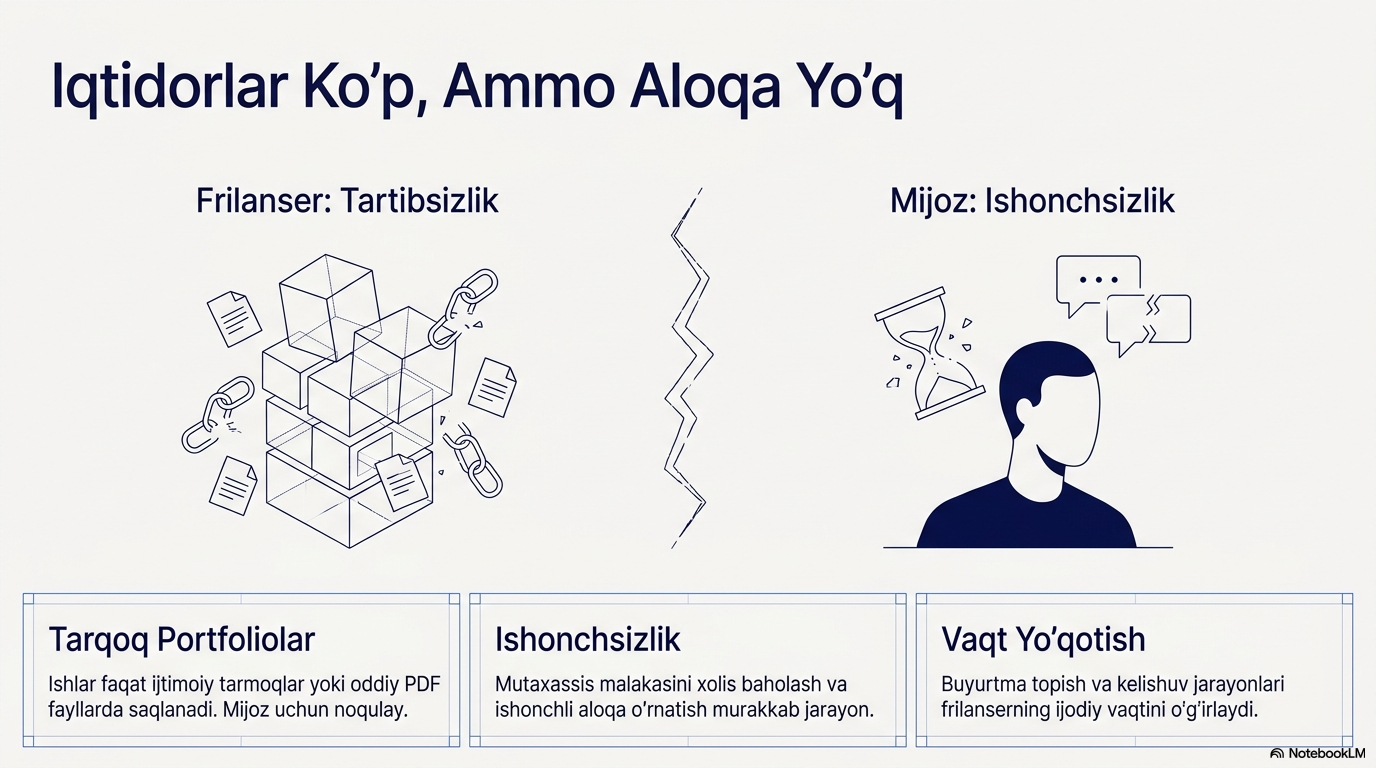 Iqtidorlar Ko’p, Ammo Aloqa Yo’q
Frilanser: Tartibsizlik
Mijoz: Ishonchsizlik
Tarqoq Portfoliolar
Ishlar faqat ijtimoiy tarmoqlar yoki oddiy PDF
fayllarda saqlanadi. Mijoz uchun noqulay.
Ishonchsizlik
Mutaxassis malakasini xolis baholash va
ishonchli aloqa o’rnatish murakkab jarayon.
Vaqt Yo’qotish
Buyurtma topish va kelishuv jarayonlari
frilanserning ijodiy vaqtini o’g’irlaydi.
NotebookLM